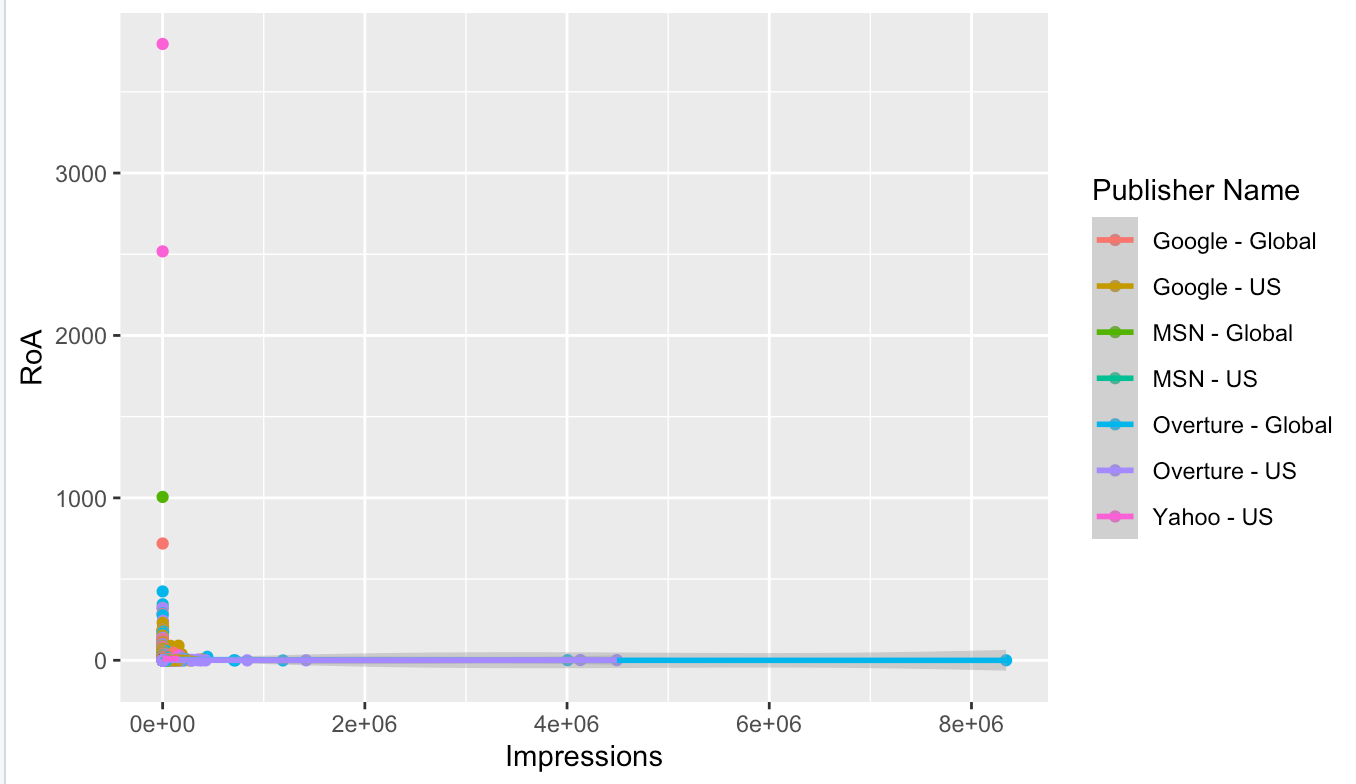 RoA
3000
2000
1000
0
0e+00 2e+06 4e+06 6e+06 8e+06
Impressions
Publisher Name
Google - Global
Google - US
MSN - Global
MSN - US
Overture - Global
Overture - US
Yahoo - US